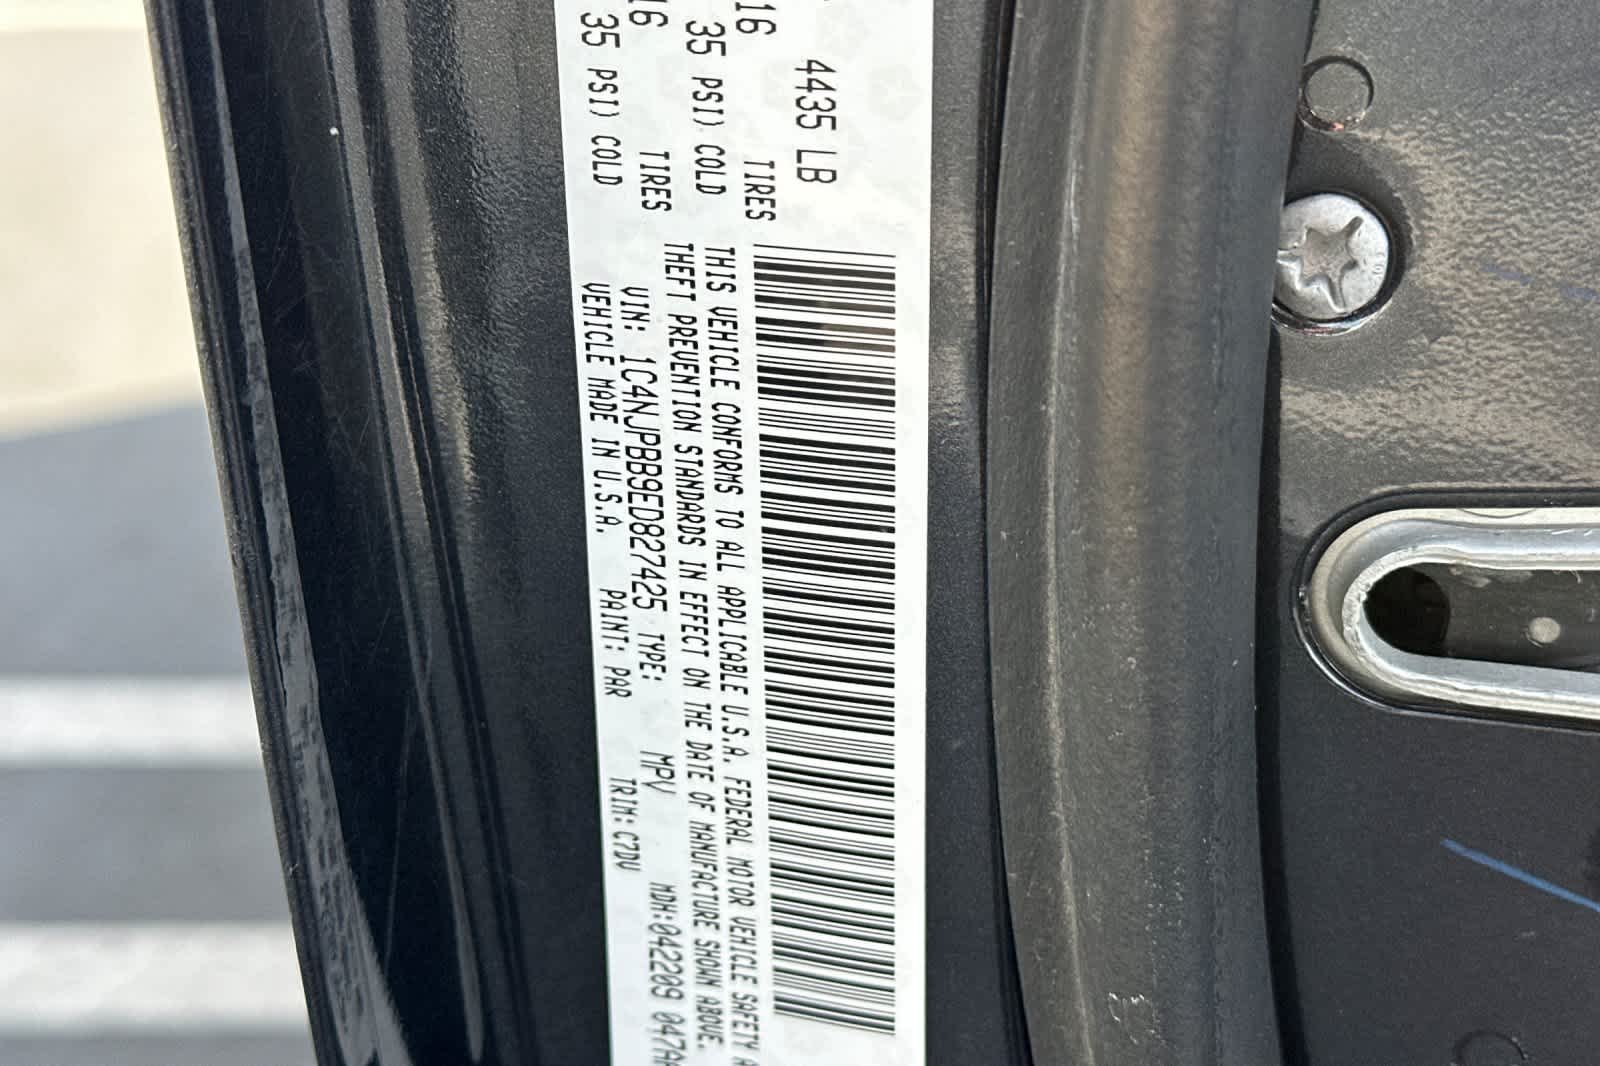 4435 LB
16 TIRES
35 PSI) COLD
16 TIRES
35 PSI) COLD
THIS VEHICLE CONFORMS TO ALL APPLICABLE U.S.A. FEDERAL MOTOR VEHICLE SAFETY
THEFT PREVENTION STANDARDS IN EFFECT ON THE DATE OF MANUFACTURE SHOWN ABOVE.
VIN: 1C4NJPBB9ED827425 TYPE: MPV MDH:042209 047A
VEHICLE MADE IN U.S.A. PAINT: PAR TRIM: C7DV